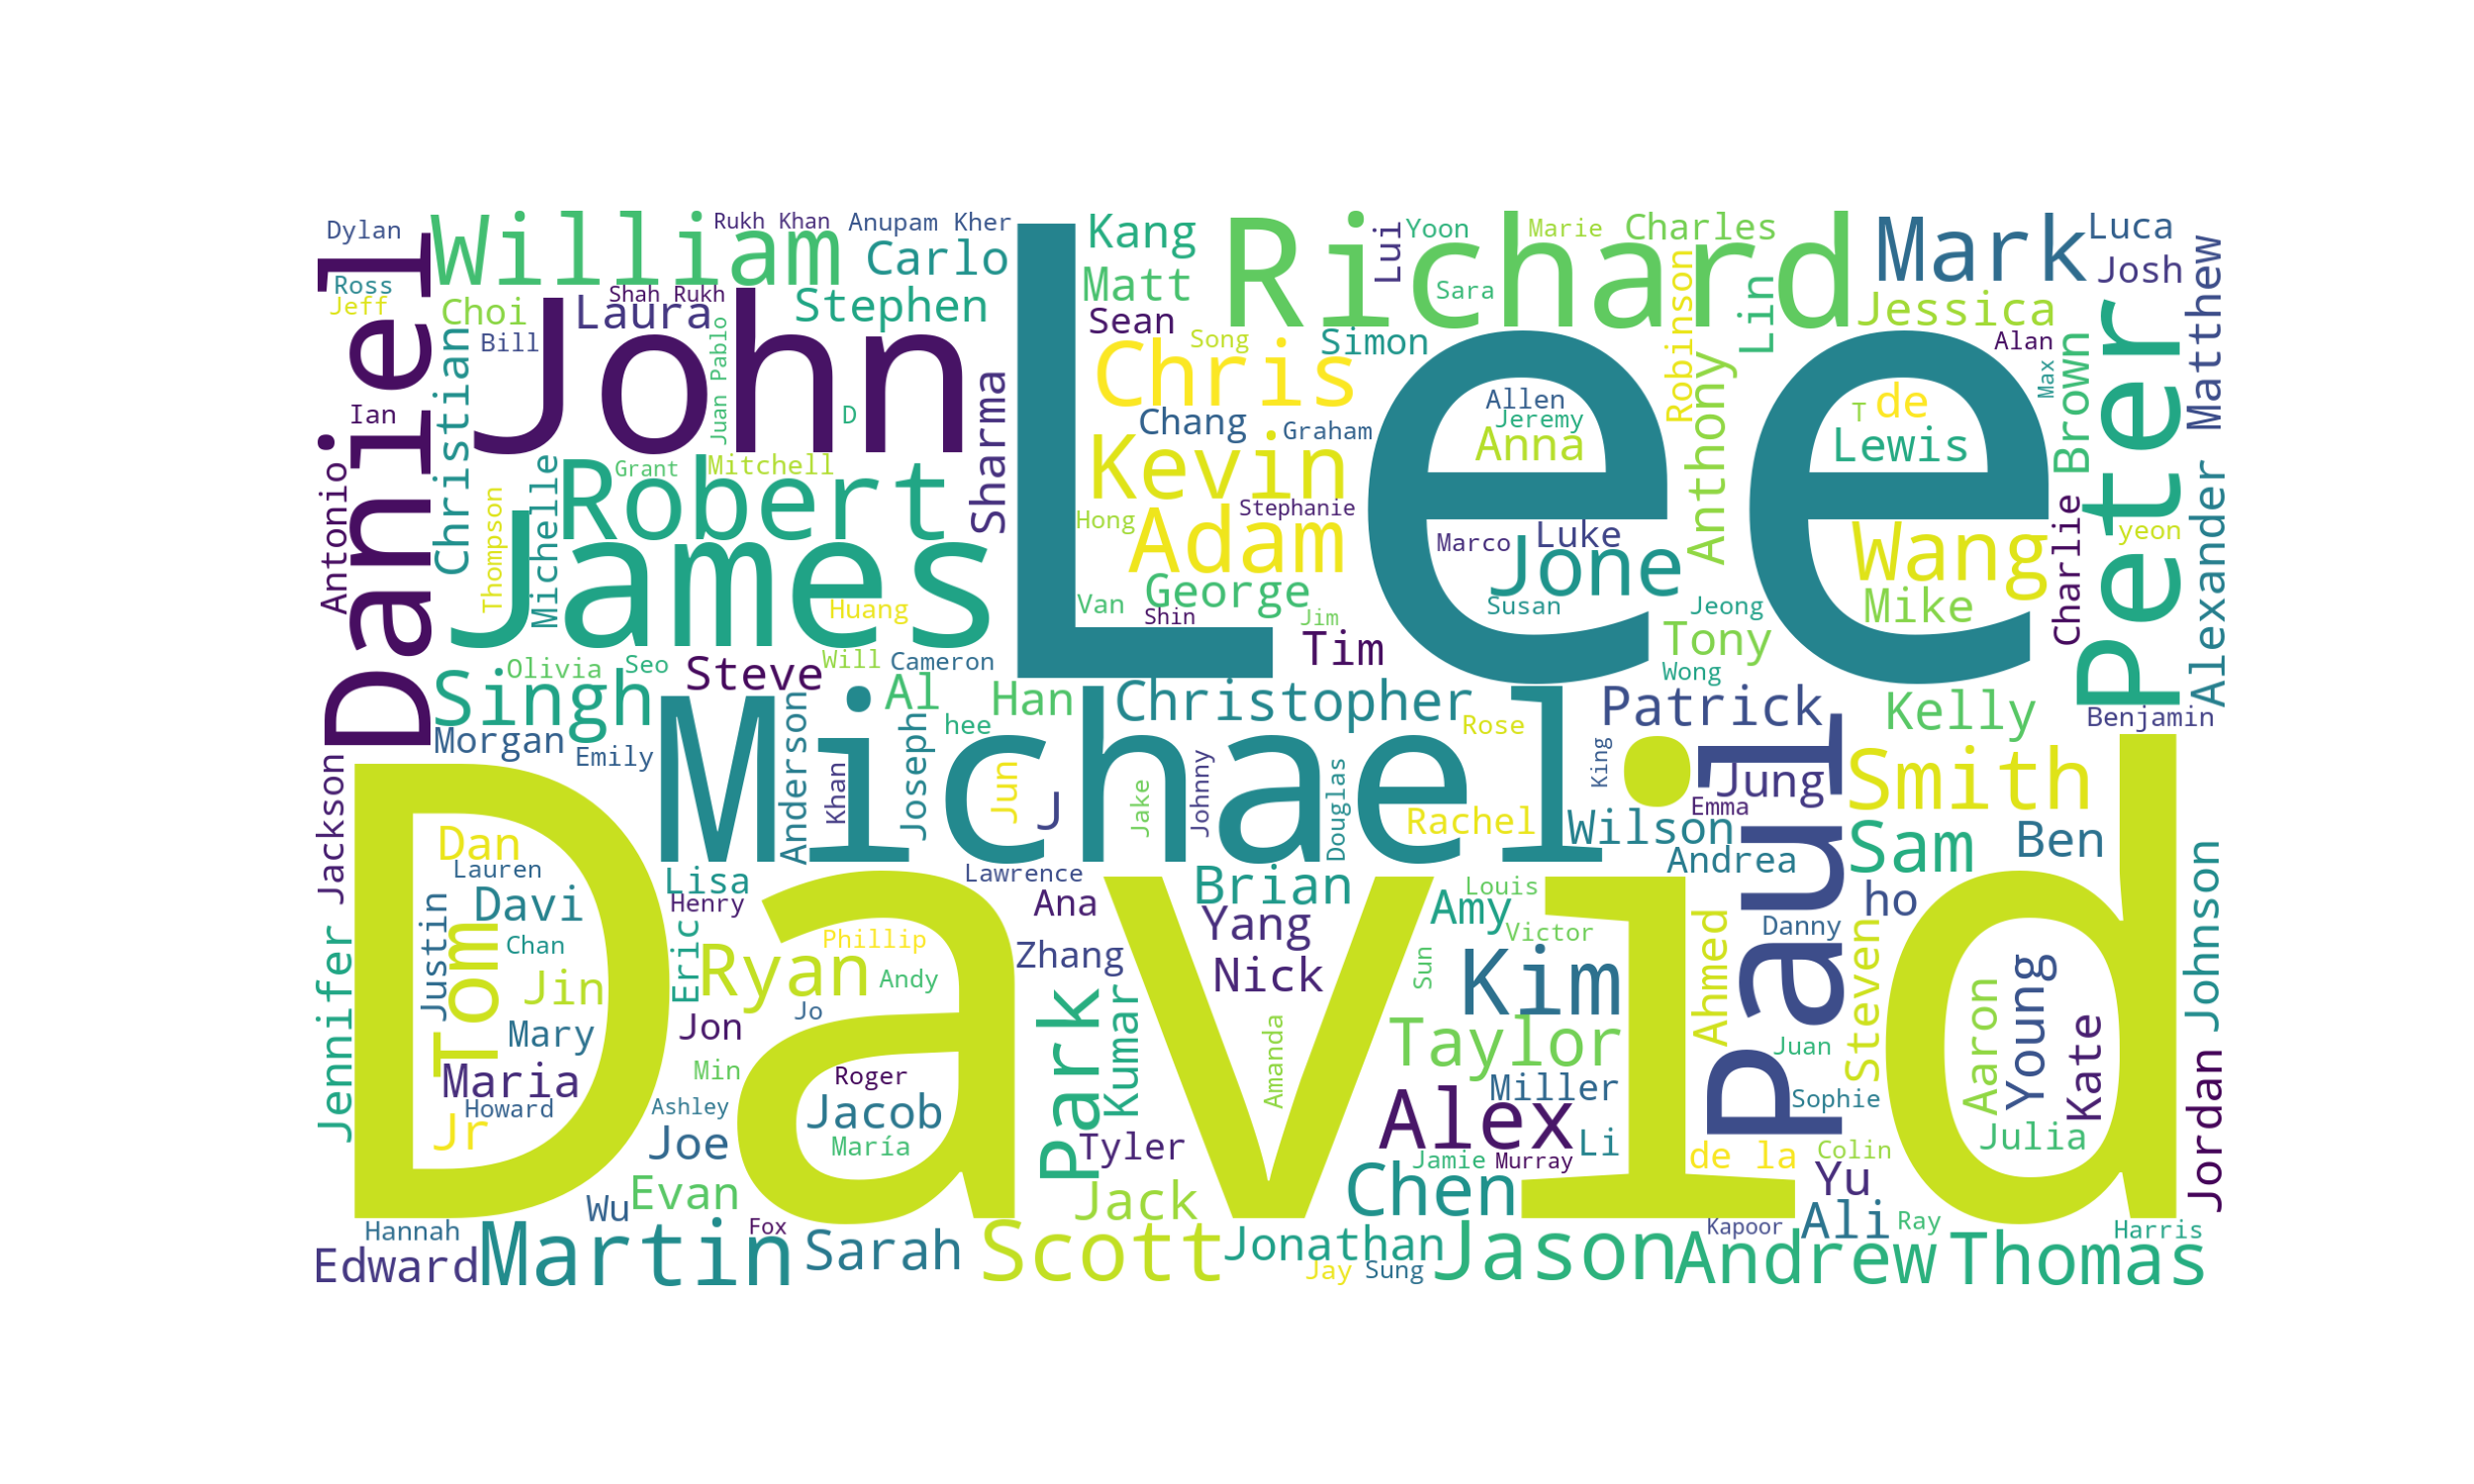 Dylan
William
Rukh Khan
Anupam Kher
Carlo
Kang
Richard
Lui
Yoon
Marie
Charles
Mark
Luca
Josh
Matthew
Ross
Jeff
Daniel
Choi
Laura
Shah Rukh
Stephen
Matt
Sara
Robinson
Lin
Jessica
Alan
Peter
Bill
John
Juan Pablo
D
Sean
Song
Simon
Chris
Lee
Max
Brown
Ian
Christian
Sharma
Chang
Graham
Allen
Jeremy
Anna
Anthony
T
de
Lewis
Antonio
Robert
Grant
Mitchell
Kevin
Stephanie
Alexander
Thompson
Michelle
James
Hong
Adam
Marco
Luke
Jone
Wang
Charlie
yeon
Huang
George
Van
Shin
Jim
Susan
Jeong
Mike
Tim
Tony
Wong
Olivia
Seo
Steve
Will
Cameron
Singh
Al
Han
Christopher
Patrick
Kelly
Benjamin
Morgan
Emily
Michael
hee
Rose
Anderson
Joseph
Khan
Jun
J
Jake
Johnny
Douglas
King
Paul
Jung
Smith
Emma
Rachel
Wilson
Jackson
Dan
Lauren
Lisa
Henry
Lawrence
Ana
Brian
Louis
Amy
Andrea
Sam
Ben
Johnson
David
Davi
Justin
Tom
Chan
Jin
Eric
Ryan
Phillip
Andy
Jo
Zhang
Yang
Nick
Sun
Victor
Kim
Danny
ho
Ahmed
Steven
Young
Aaron
Kate
Jennifer
Mary
Maria
Howard
Jr
Jon
Min
Ashley
Joe
Roger
Jacob
María
Park
Kumar
Amanda
Taylor
Juan
Alex
Miller
Sophie
Julia
Jordan
Tyler
Jamie
Murray
Li
de la
Colin
Wu
Evan
Jack
Chen
Yu
Hannah
Edward
Martin
Fox
Sarah
Scott
Jonathan
Jay
Sung
Jason
Kapoor
Andrew
Ali
Ray
Thomas
Harris